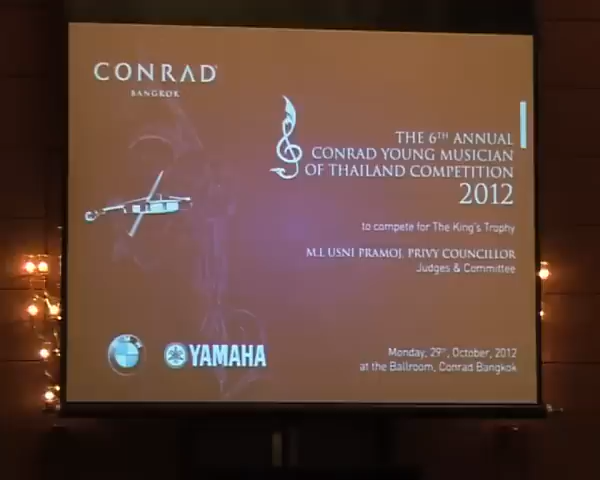 CONRAD
BANGKOK
THE 6TH ANNUAL
CONRAD YOUNG MUSICIAN
OF THAILAND COMPETITION
2012
to compete for The King's Trophy
M.L USNI PRAMOJ, PRIVY COUNCILLOR
Judges & Committee
YAMAHA
Monday, 29th, October, 2012
at the Ballroom, Conrad Bangkok